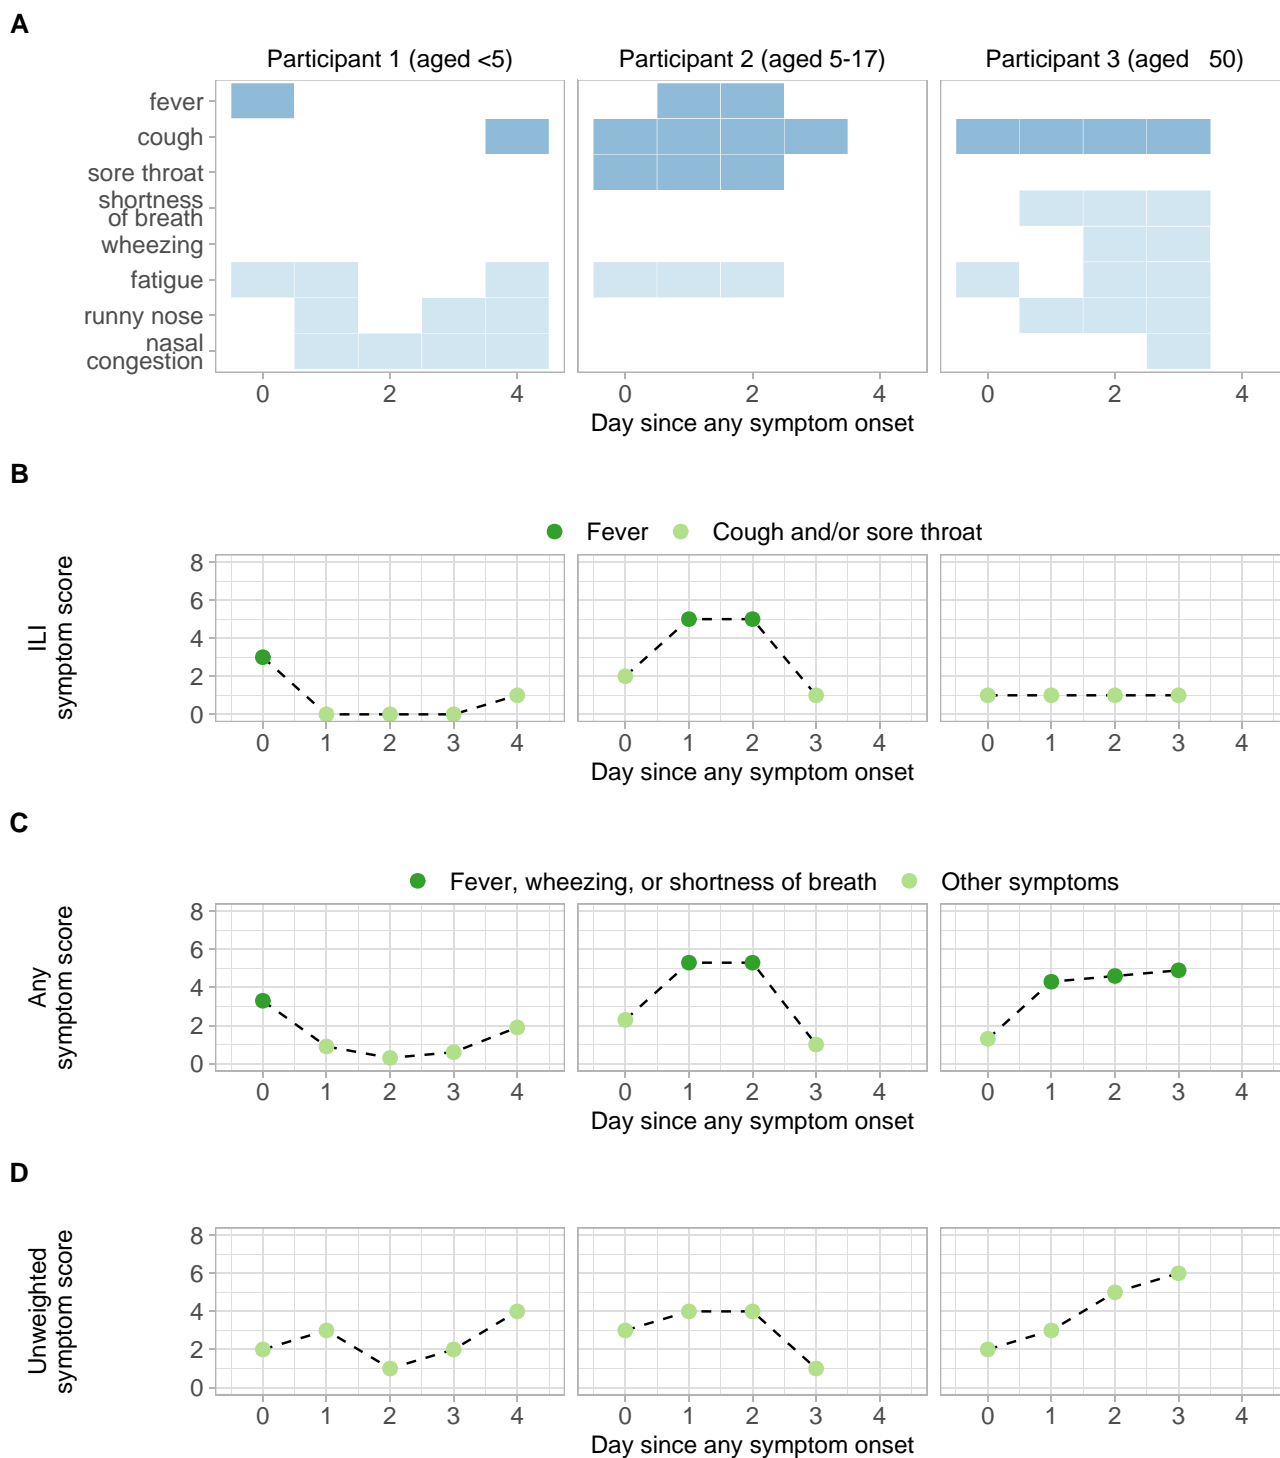 A
Participant 1 (aged <5)
Participant 2 (aged 5-17)
Participant 3 (aged 50)
fever
cough
sore throat
shortness
of breath
wheezing
fatigue
runny nose
nasal
congestion
0 2 4
0 2 4
0 2 4
Day since any symptom onset
B
Fever
Cough and/or sore throat
ILI
symptom score
8
6
4
2
0
0 1 2 3 4
0 1 2 3 4
0 1 2 3 4
Day since any symptom onset
C
Fever, wheezing, or shortness of breath
Other symptoms
Any
symptom score
8
6
4
2
0
0 1 2 3 4
0 1 2 3 4
0 1 2 3 4
Day since any symptom onset
D
Unweighted
symptom score
8
6
4
2
0
0 1 2 3 4
0 1 2 3 4
0 1 2 3 4
Day since any symptom onset